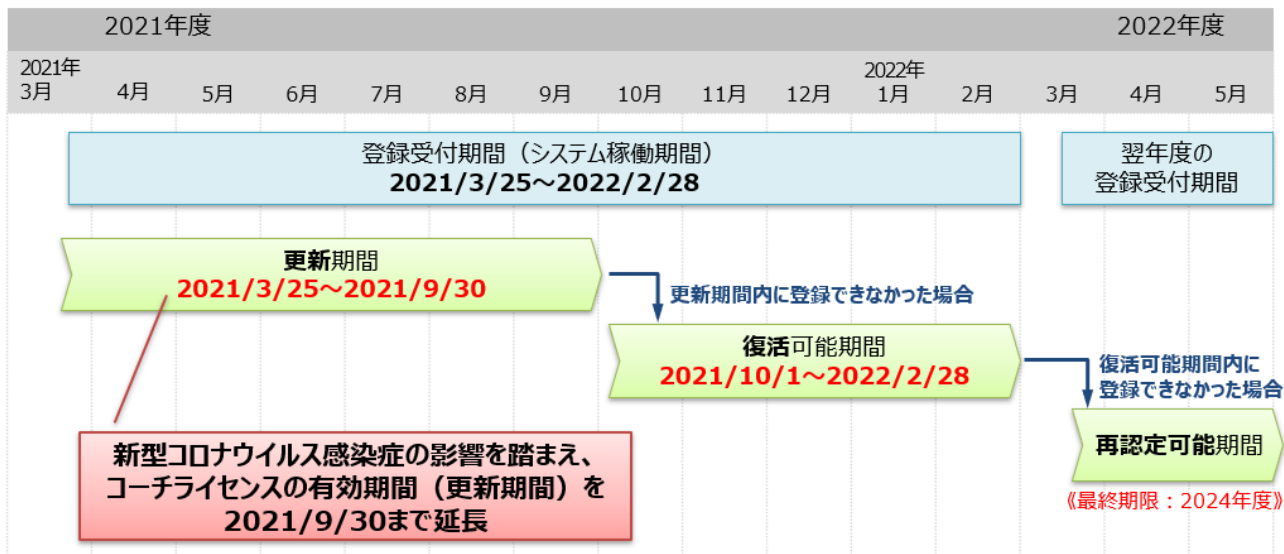 2021年度
2022年度
2021年
3月
4月
5月
6月
7月
8月
9月
10月
11月
12月
2022年
1月
2月
3月
4月
5月
登録受付期間（システム稼働期間）
2021/3/25～2022/2/28
翌年度の
登録受付期間
更新期間
2021/3/25～2021/9/30
更新期間内に登録できなかった場合
復活可能期間
2021/10/1～2022/2/28
復活可能期間内に
登録できなかった場合
再認定可能期間
《最終期限：2024年度》
新型コロナウイルス感染症の影響を踏まえ、
コーチライセンスの有効期間（更新期間）を
2021/9/30まで延長